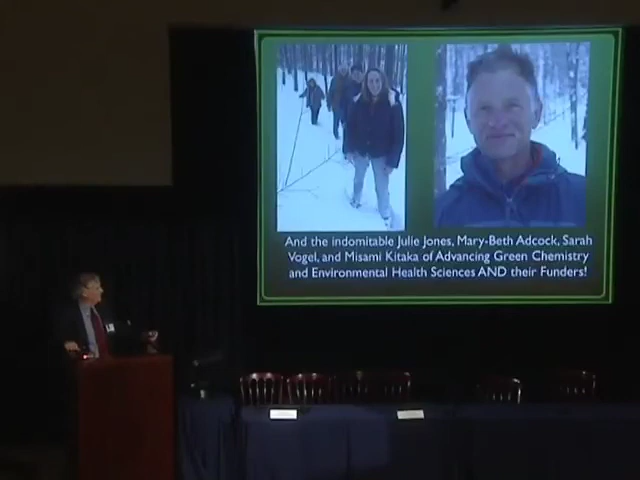 And the indomitable Julie Jones, Mary-Beth Adcock, Sarah
Vogel, and Misami Kitaka of Advancing Green Chemistry
and Environmental Health Sciences AND their Funders!